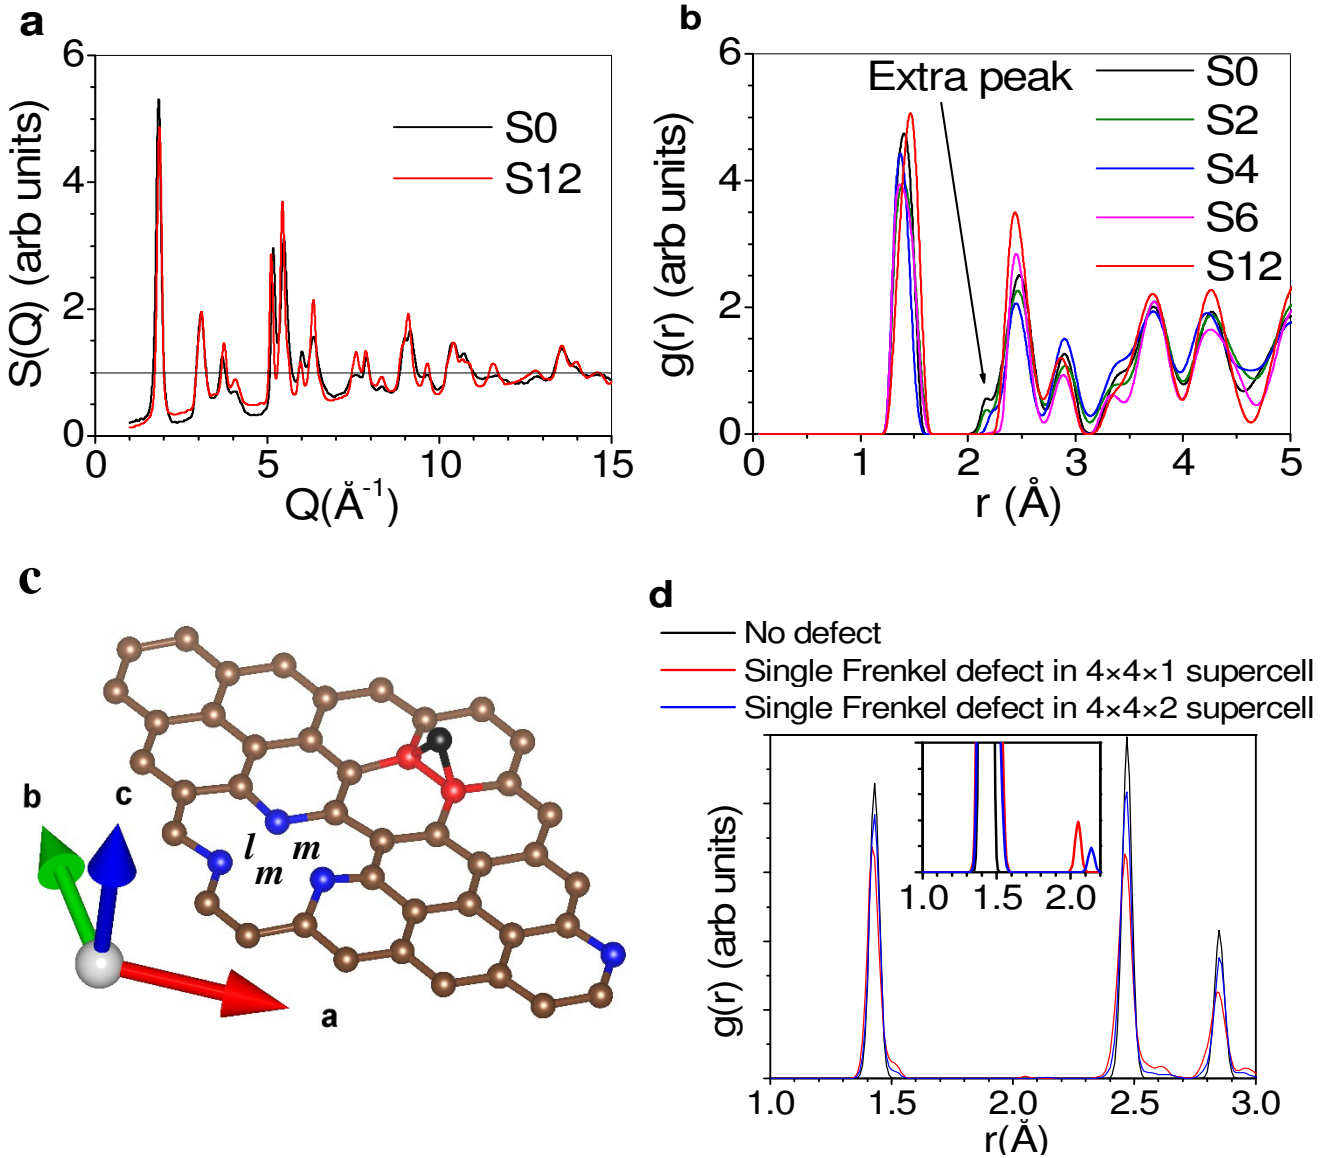 a
6
4
2
0
S(Q) (arb units)
S0
S12
0
5
10
15
Q(Å⁻¹)
b
6
4
2
0
g(r) (arb units)
Extra peak
S0
S2
S4
S6
S12
0
1
2
3
4
5
r (Å)
c
b
c
a
l
m
m
d
No defect
Single Frenkel defect in 4×4×1 supercell
Single Frenkel defect in 4×4×2 supercell
g(r) (arb units)
1.0
1.5
2.0
1.0
1.5
2.0
2.5
3.0
r(Å)